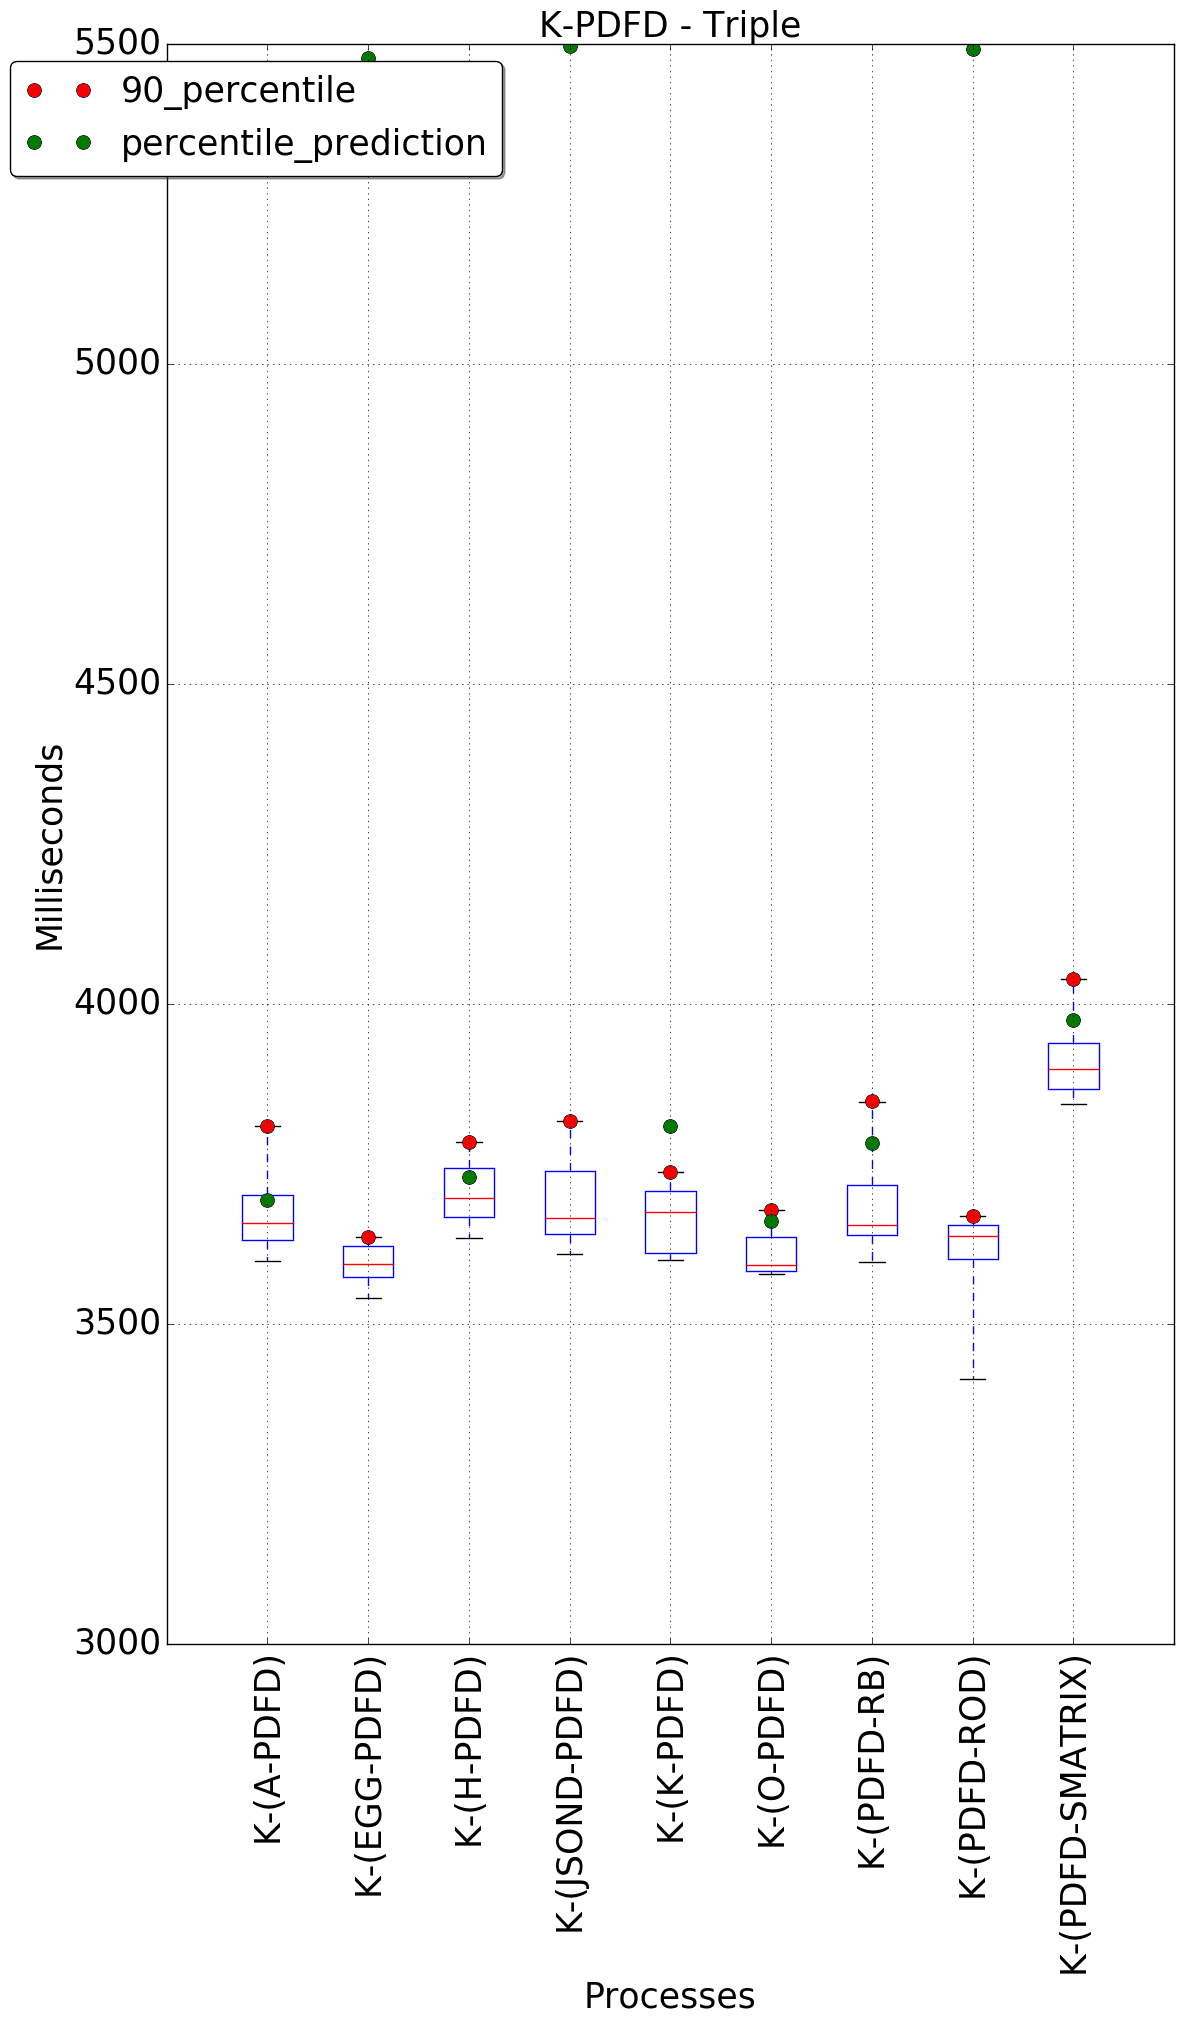 K-PDFD - Triple
5500
90_percentile
percentile_prediction
5000
4500
4000
3500
3000
Milliseconds
K-(A-PDFD)
K-(EGG-PDFD)
K-(H-PDFD)
K-(JSOND-PDFD)
K-(K-PDFD)
K-(O-PDFD)
K-(PDFD-RB)
K-(PDFD-ROD)
K-(PDFD-SMATRIX)
Processes